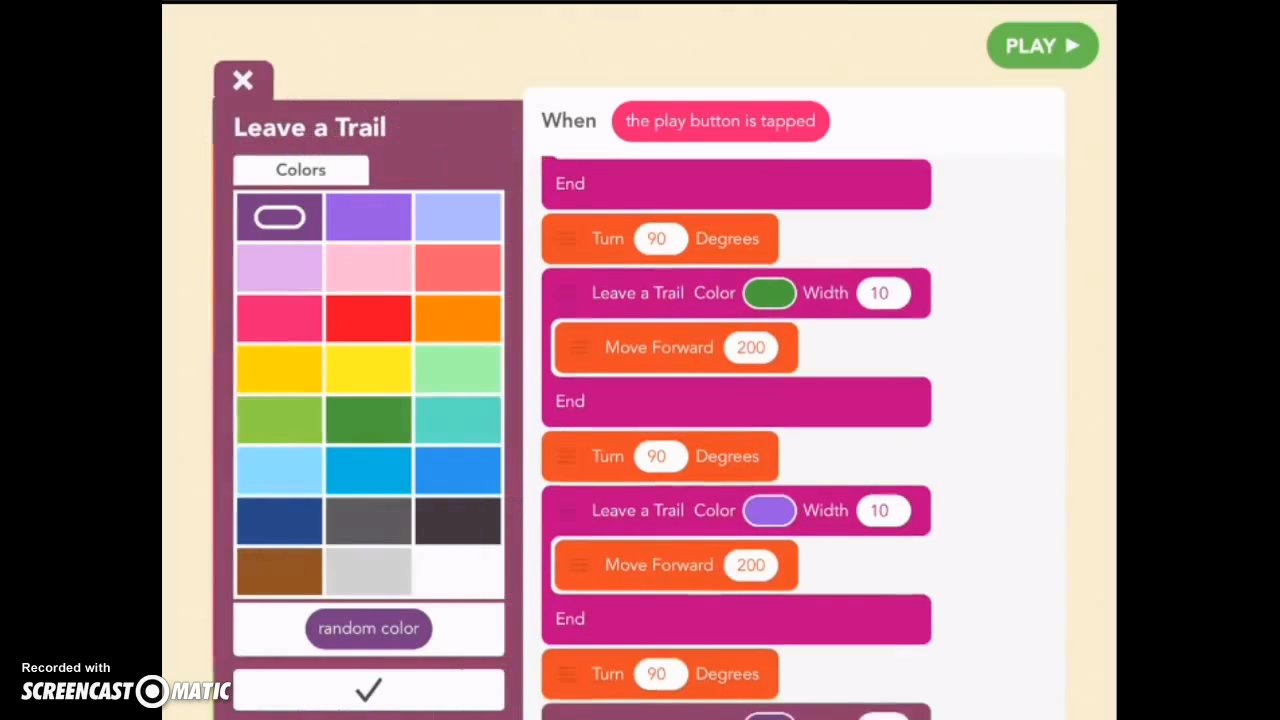 PLAY
Leave a Trail
Colors
random color
When the play button is tapped
End
Turn 90 Degrees
Leave a Trail Color Width 10
Move Forward 200
End
Turn 90 Degrees
Leave a Trail Color Width 10
Move Forward 200
End
Turn 90 Degrees
Recorded with
SCREENCAST MATIC